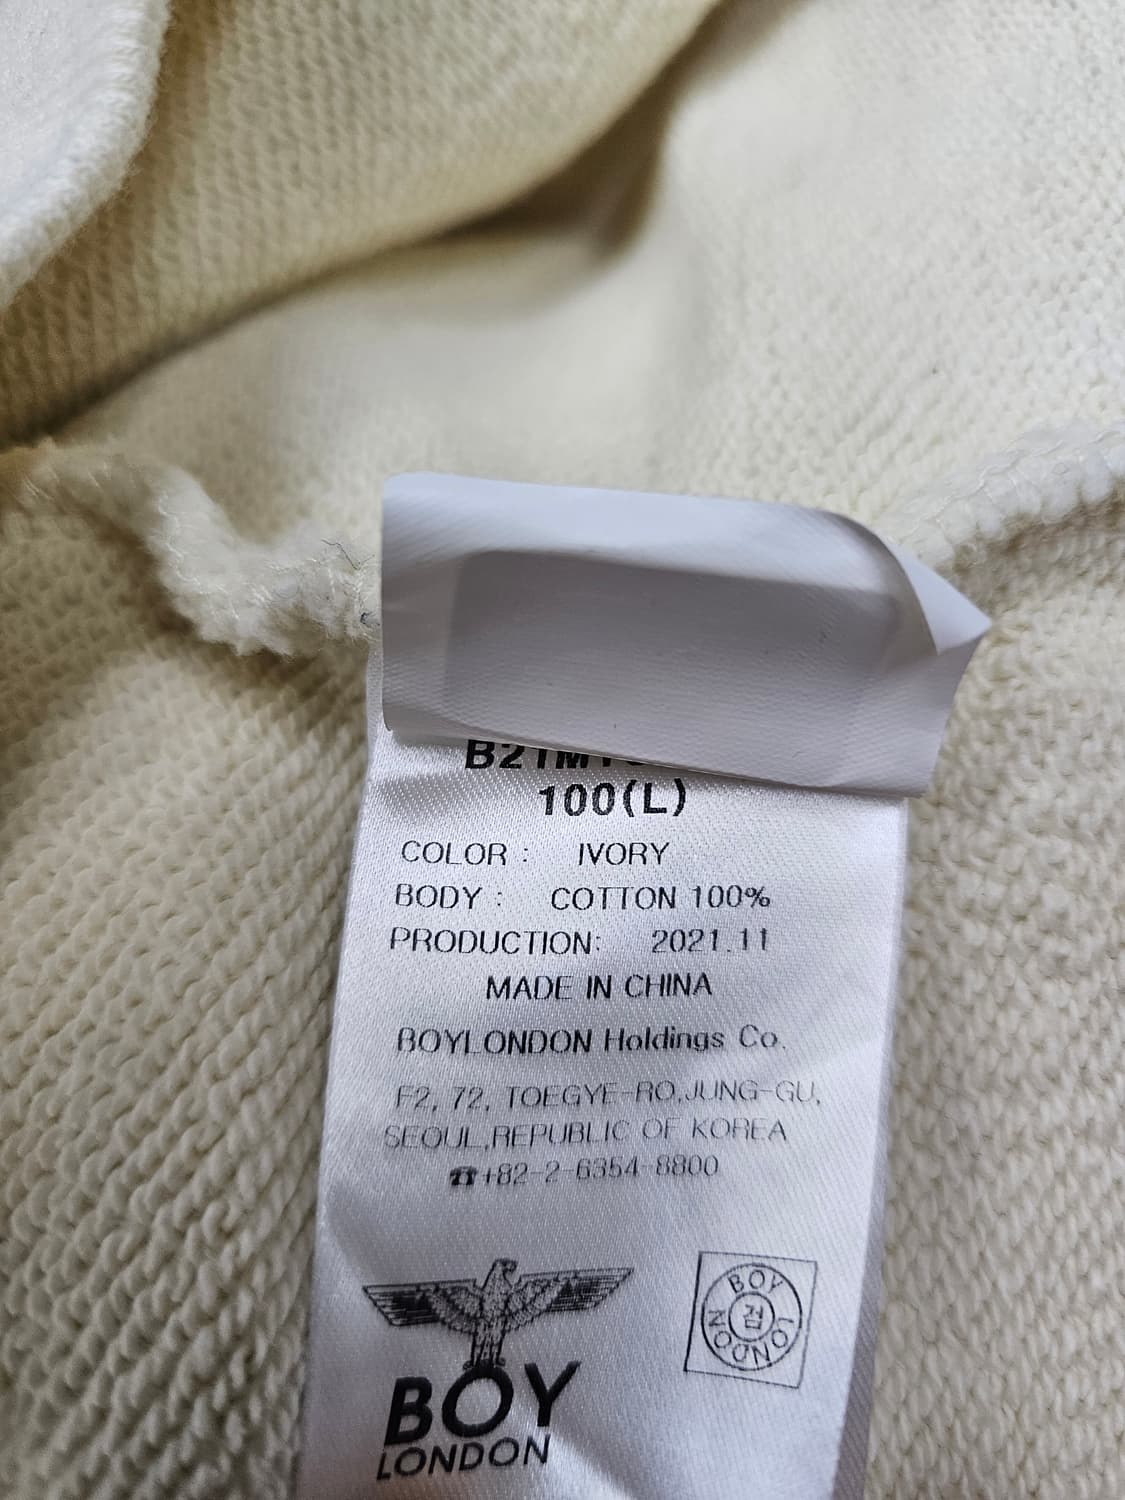 100(L)
COLOR : IVORY
BODY : COTTON 100%
PRODUCTION: 2021.11
MADE IN CHINA
BOYLONDON Holdings Co.
F2, 72, TOEGYE-RO,JUNG-GU,
SEOUL,REPUBLIC OF KOREA
☎+82-2-6354-8800
BOY
LONDON
BOY
LONDON
검